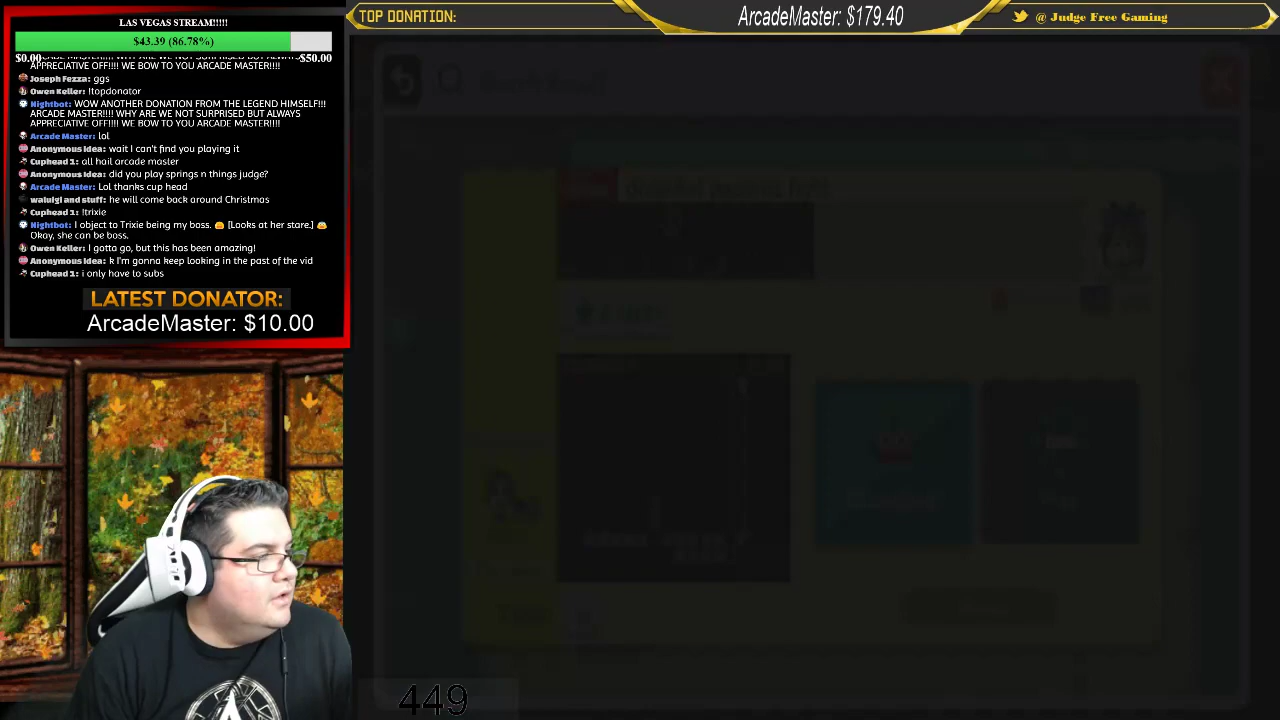 LAS VEGAS STREAM!!!!!
$43.39 (86.78%)
$0.00
$50.00
APPRECIATIVE OFF!!!! WE BOW TO YOU ARCADE MASTER!!!!
Joseph Fezza: ggs
Owen Keller: !topdonator
Nightbot: WOW ANOTHER DONATION FROM THE LEGEND HIMSELF!!!
ARCADE MASTER!!!! WHY ARE WE NOT SURPRISED BUT ALWAYS
APPRECIATIVE OFF!!!! WE BOW TO YOU ARCADE MASTER!!!!
Arcade Master: lol
Anonymous Idea: wait I can't find you playing it
Cuphead 1: all hail arcade master
Anonymous Idea: did you play springs n things judge?
Arcade Master: Lol thanks cup head
waluigi and stuff: he will come back around Christmas
Cuphead 1: !trixie
Nightbot: I object to Trixie being my boss. [Looks at her stare.]
Okay, she can be boss.
Owen Keller: I gotta go, but this has been amazing!
Anonymous Idea: k I'm gonna keep looking in the past of the vid
Cuphead 1: i only have to subs
LATEST DONATOR:
ArcadeMaster: $10.00
TOP DONATION:
ArcadeMaster: $179.40
@ Judge Free Gaming
449